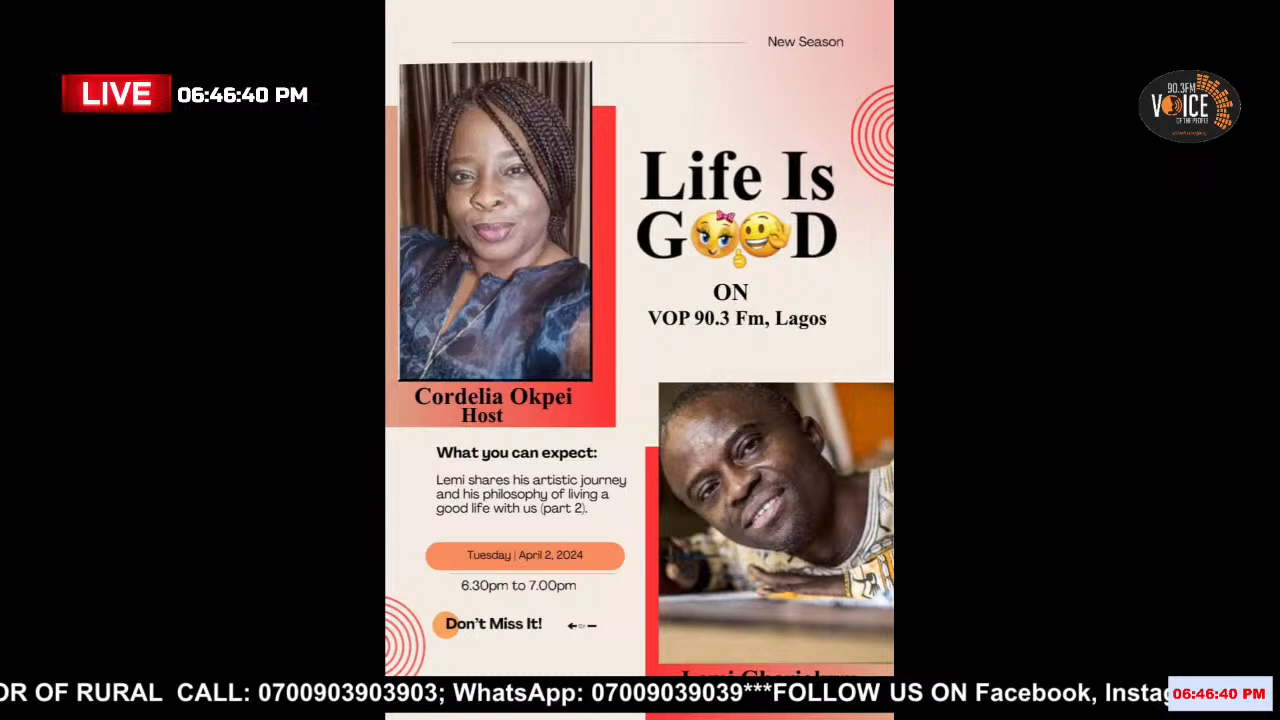 New Season
LIVE 06:46:40 PM
90.3FM
VOICE
OF THE PEOPLE
Life Is
GOOD
ON
VOP 90.3 Fm, Lagos
Cordelia Okpei
Host
What you can expect:
Lemi shares his artistic journey
and his philosophy of living a
good life with us (part 2).
Tuesday | April 2, 2024
6.30pm to 7.00pm
Don't Miss It!
OR OF RURAL CALL: 0700903903903; WhatsApp: 07009039039***FOLLOW US ON Facebook, Insta
06:46:40 PM